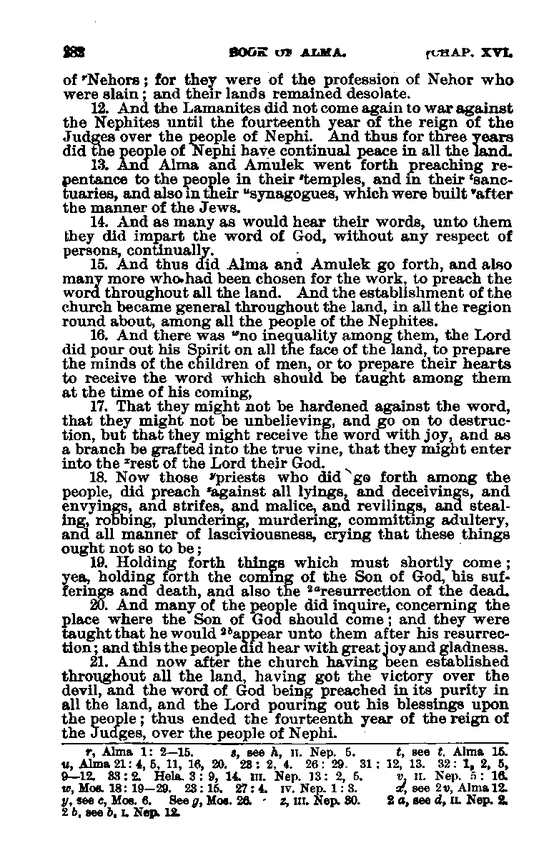 282 BOOK OF ALMA. [CHAP. XVI.
of ʳNehors; for they were of the profession of Nehor who
were slain; and their lands remained desolate.
12. And the Lamanites did not come again to war against
the Nephites until the fourteenth year of the reign of the
Judges over the people of Nephi. And thus for three years
did the people of Nephi have continual peace in all the land.
13. And Alma and Amulek went forth preaching re-
pentance to the people in their ˢtemples, and in their ᵗsanc-
tuaries, and also in their ᵘsynagogues, which were built ᵛafter
the manner of the Jews.
14. And as many as would hear their words, unto them
they did impart the word of God, without any respect of
persons, continually.
15. And thus did Alma and Amulek go forth, and also
many more who had been chosen for the work, to preach the
word throughout all the land. And the establishment of the
church became general throughout the land, in all the region
round about, among all the people of the Nephites.
16. And there was ʷno inequality among them, the Lord
did pour out his Spirit on all the face of the land, to prepare
the minds of the children of men, or to prepare their hearts
to receive the word which should be taught among them
at the time of his coming,
17. That they might not be hardened against the word,
that they might not be unbelieving, and go on to destruc-
tion, but that they might receive the word with joy, and as
a branch be grafted into the true vine, that they might enter
into the ˣrest of the Lord their God.
18. Now those ʸpriests who did go forth among the
people, did preach ᶻagainst all lyings, and deceivings, and
envyings, and strifes, and malice, and revilings, and steal-
ing, robbing, plundering, murdering, committing adultery,
and all manner of lasciviousness, crying that these things
ought not so to be;
19. Holding forth things which must shortly come;
yea, holding forth the coming of the Son of God, his suf-
ferings and death, and also the ²ᵃresurrection of the dead.
20. And many of the people did inquire, concerning the
place where the Son of God should come; and they were
taught that he would ²ᵇappear unto them after his resurrec-
tion; and this the people did hear with great joy and gladness.
21. And now after the church having been established
throughout all the land, having got the victory over the
devil, and the word of God being preached in its purity in
all the land, and the Lord pouring out his blessings upon
the people; thus ended the fourteenth year of the reign of
the Judges, over the people of Nephi.
r, Alma 1: 2—15. s, see h, II. Nep. 5. t, see t. Alma 15.
u, Alma 21: 4, 5, 11, 16, 20. 23: 2, 4. 26: 29. 31: 12, 13. 32: 1, 2, 5,
9—12. 33: 2. Hela. 3: 9, 14. III. Nep. 13: 2, 5. v, II. Nep. 5: 16.
w, Mos. 18: 19—29. 23: 15. 27: 4. IV. Nep. 1: 3. x, see 2v, Alma 12.
y, see c, Mos. 6. See g, Mos. 26. z, III. Nep. 30. 2 a, see d, II. Nep. 2.
2 b, see b, I. Nep. 12.